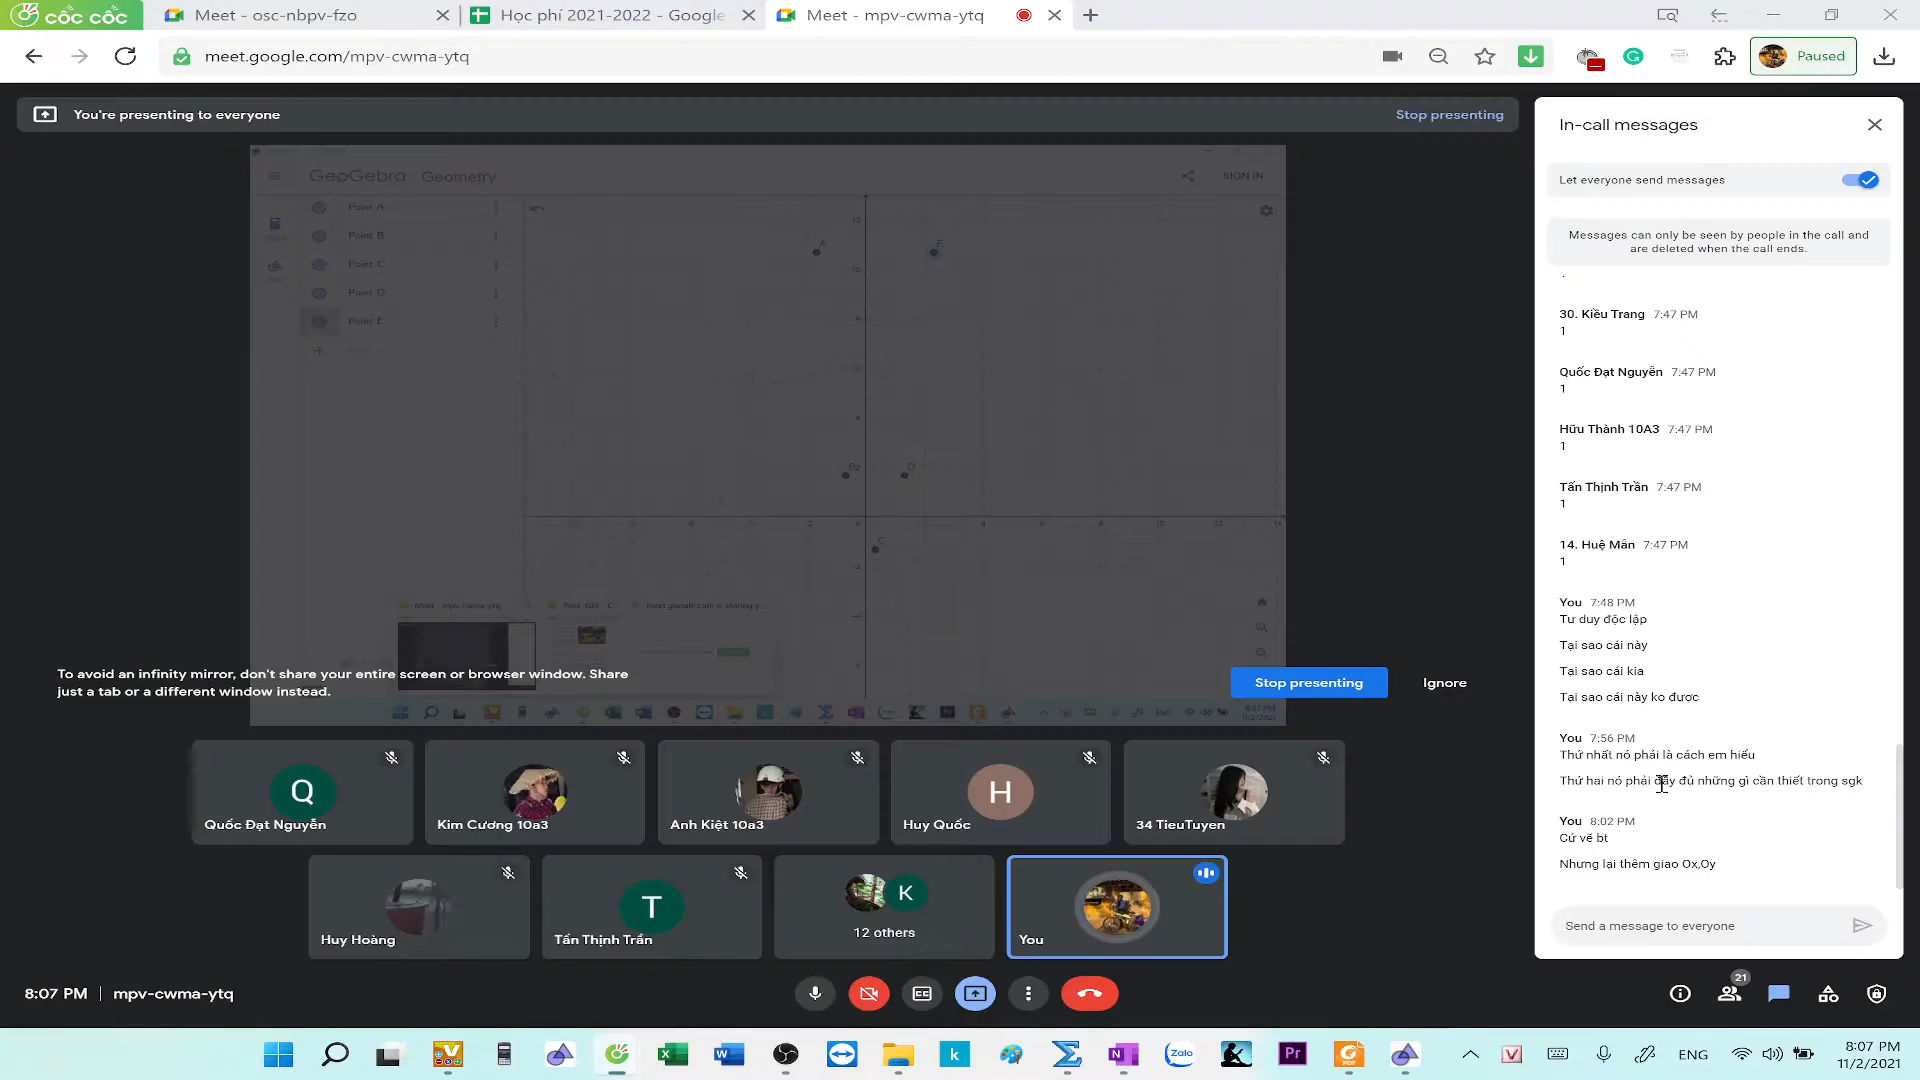 cốc cốc
Meet - osc-nbpv-fzo
Học phí 2021-2022 - Google
Meet - mpv-cwma-ytq
meet.google.com/mpv-cwma-ytq
Paused
You're presenting to everyone
Stop presenting
GeoGebra Geometry
SIGN IN
Point A
Point B
Point C
Point D
Point E
A
E
D
C
To avoid an infinity mirror, don't share your entire screen or browser window. Share
just a tab or a different window instead.
Stop presenting
Ignore
Q
Quốc Đạt Nguyễn
Kim Cương 10a3
Anh Kiệt 10a3
H
Huy Quốc
34 TieuTuyen
Huy Hoàng
T
Tấn Thịnh Trần
K
12 others
You
8:07 PM | mpv-cwma-ytq
In-call messages
Let everyone send messages
Messages can only be seen by people in the call and
are deleted when the call ends.
30. Kiều Trang 7:47 PM
1
Quốc Đạt Nguyễn 7:47 PM
1
Hữu Thành 10A3 7:47 PM
1
Tấn Thịnh Trần 7:47 PM
1
14. Huệ Mẫn 7:47 PM
1
You 7:48 PM
Tư duy độc lập
Tại sao cái này
Tại sao cái kia
Tại sao cái này ko được
You 7:56 PM
Thứ nhất nó phải là cách em hiểu
Thứ hai nó phải đầy đủ những gì cần thiết trong sgk
You 8:02 PM
Cứ vẽ bt
Nhưng lại thêm giao Ox,Oy
Send a message to everyone
21
ENG
8:07 PM
11/2/2021